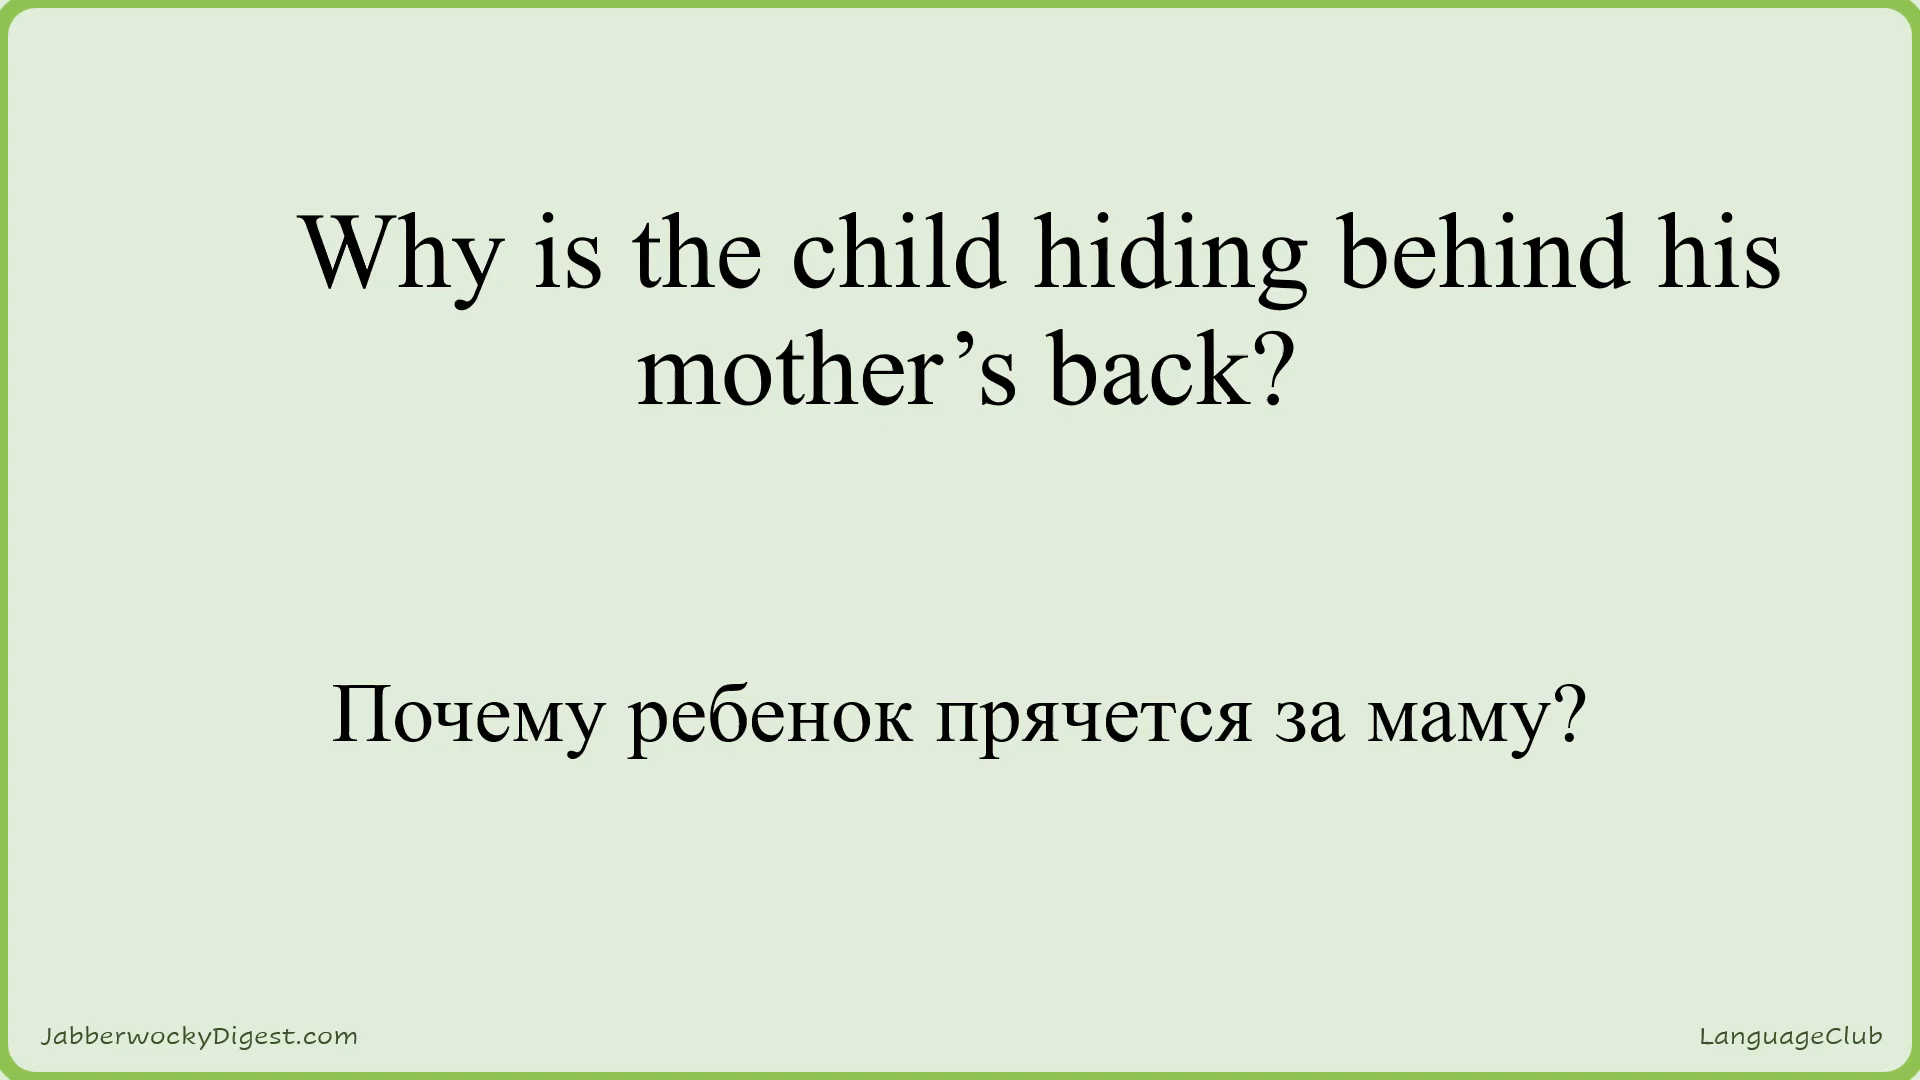 Why is the child hiding behind his
mother’s back?
Почему ребенок прячется за маму?
JabberwockyDigest.com
LanguageClub